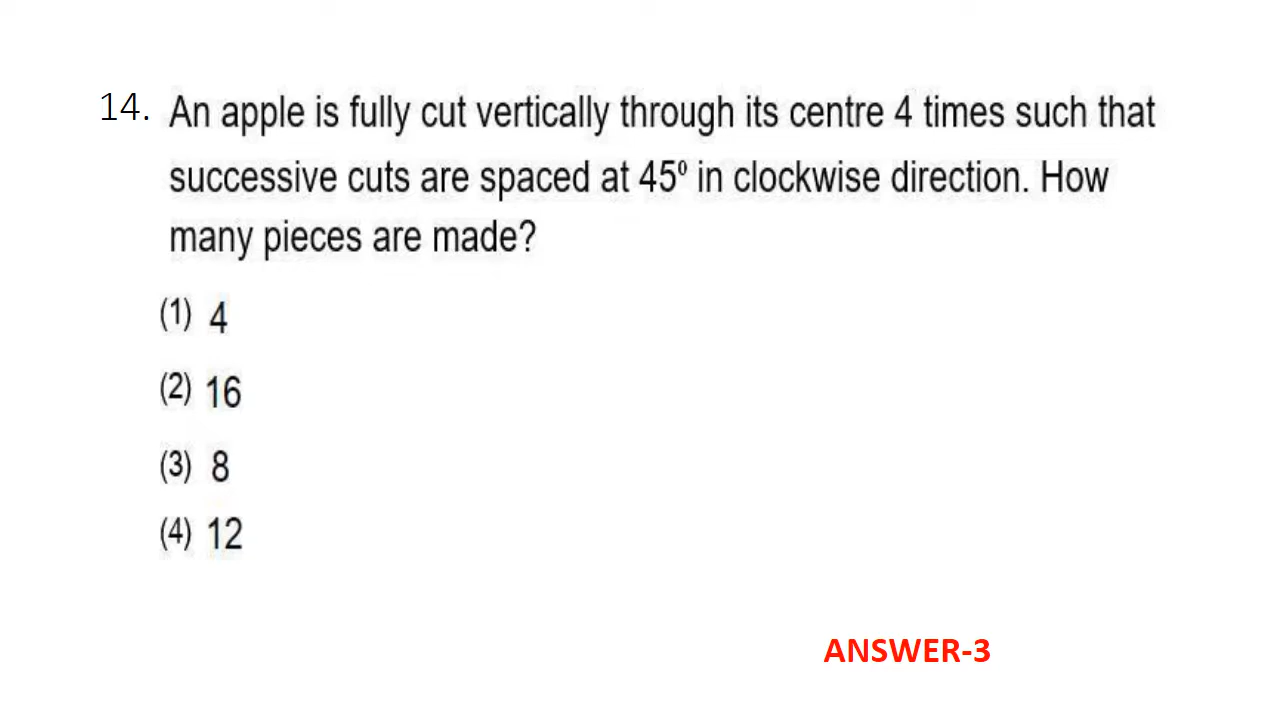 14. An apple is fully cut vertically through its centre 4 times such that
successive cuts are spaced at 45⁰ in clockwise direction. How
many pieces are made?
(1) 4
(2) 16
(3) 8
(4) 12
ANSWER-3